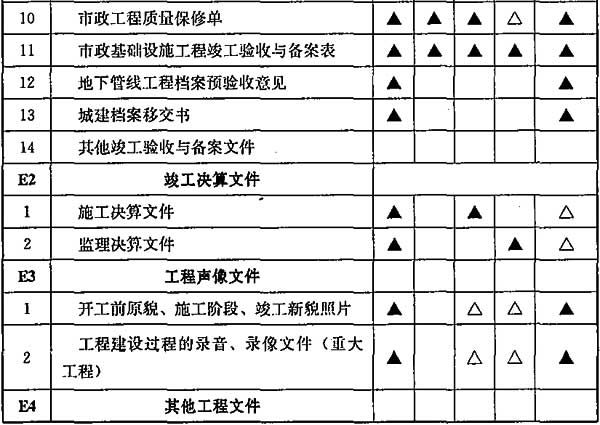 10 市政工程质量保修单 ▲ ▲ ▲ △ ▲
11 市政基础设施工程竣工验收与备案表 ▲ ▲ ▲ ▲ ▲
12 地下管线工程档案预验收意见 ▲ ▲
13 城建档案移交书 ▲ ▲
14 其他竣工验收与备案文件
E2 竣工决算文件
1 施工决算文件 ▲ ▲ △
2 监理决算文件 ▲ ▲ △
E3 工程声像文件
1 开工前原貌、施工阶段、竣工新貌照片 ▲ △ △ ▲
2 工程建设过程的录音、录像文件（重大
工程） ▲ △ △ ▲
E4 其他工程文件